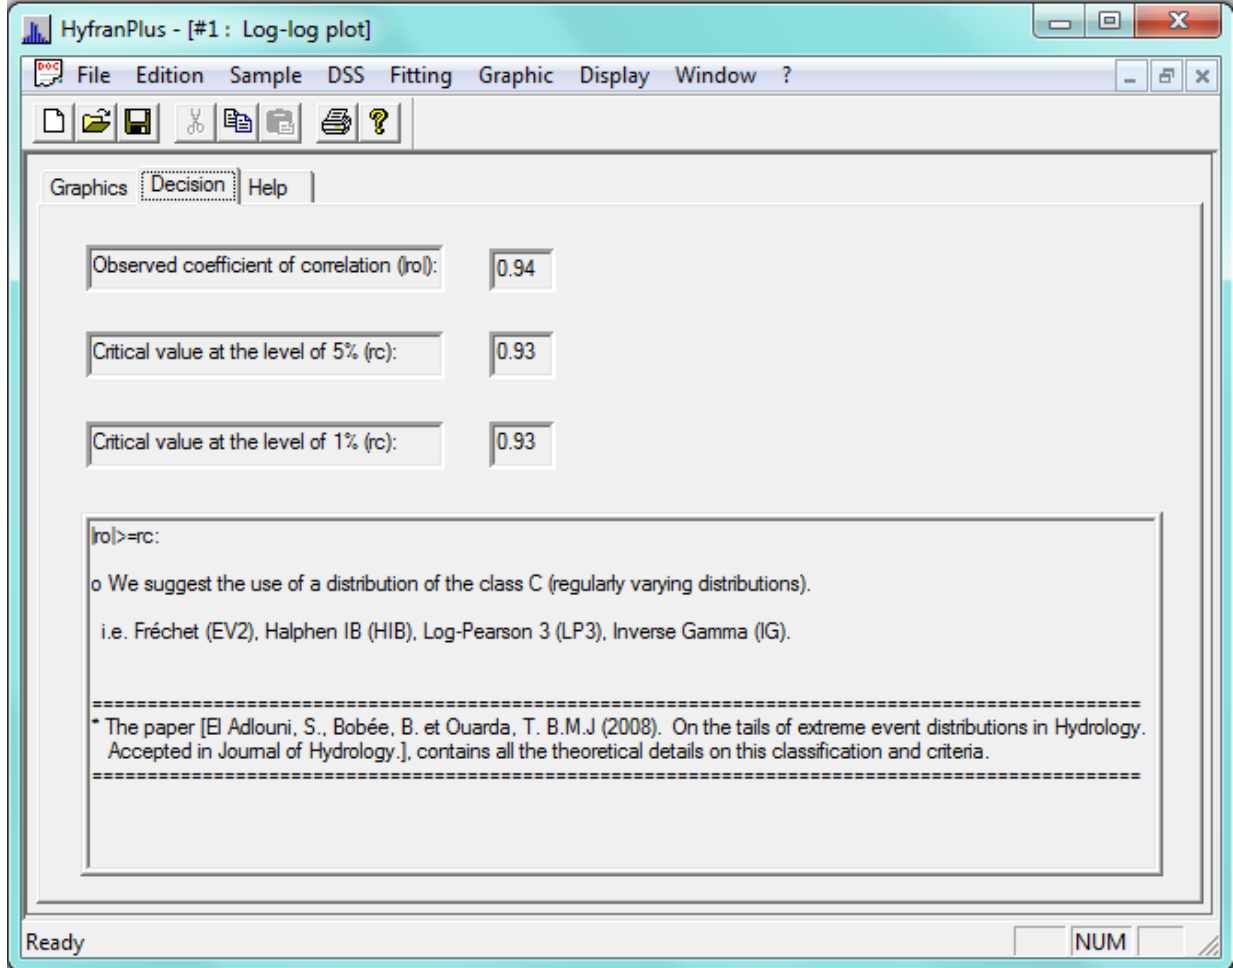 HyfranPlus - [#1 : Log-log plot]
DOC File Edition Sample DSS Fitting Graphic Display Window ?
Graphics Decision Help
Observed coefficient of correlation (|ro|): 0.94
Critical value at the level of 5% (rc): 0.93
Critical value at the level of 1% (rc): 0.93
|ro|>=rc:
o We suggest the use of a distribution of the class C (regularly varying distributions).
i.e. Fréchet (EV2), Halphen IB (HIB), Log-Pearson 3 (LP3), Inverse Gamma (IG).
===============================================================================================
* The paper [El Adlouni, S., Bobée, B. et Ouarda, T. B.M.J (2008). On the tails of extreme event distributions in Hydrology.
Accepted in Journal of Hydrology.], contains all the theoretical details on this classification and criteria.
===============================================================================================
Ready NUM